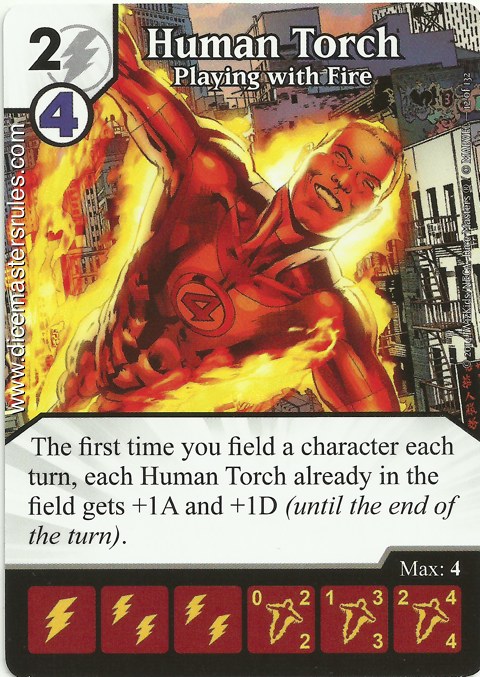 2
Human Torch
Playing with Fire
4
www.dicemastersrules.com
4
The first time you field a character each
turn, each Human Torch already in the
field gets +1A and +1D (until the end of
the turn).
Max: 4
0 2 2
1 3 3
2 4 4